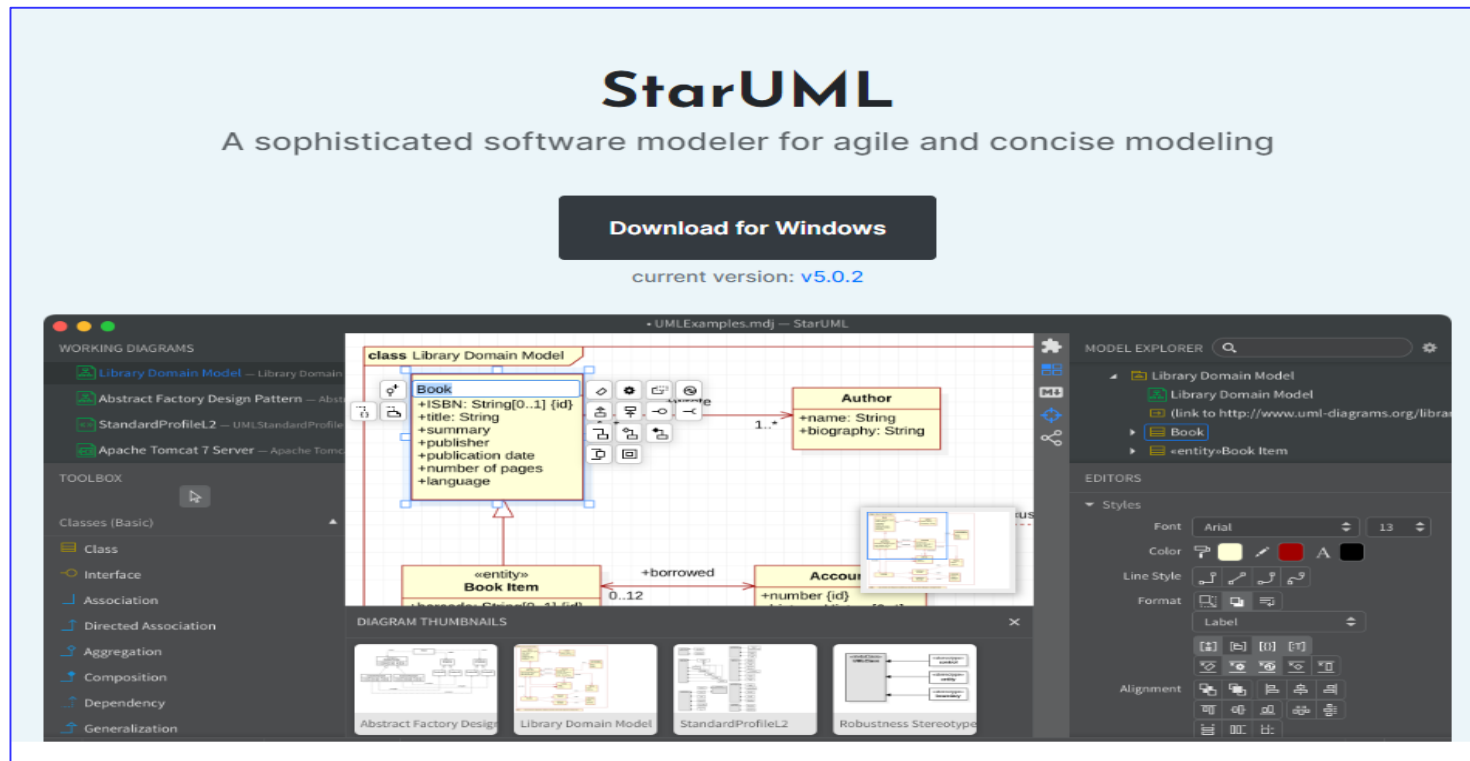 StarUML
A sophisticated software modeler for agile and concise modeling
Download for Windows
current version: v5.0.2
• UMLExamples.mdj — StarUML
WORKING DIAGRAMS
Library Domain Model — Library Domain
Abstract Factory Design Pattern — Abst
StandardProfileL2 — UMLStandardProfile
Apache Tomcat 7 Server — Apache Tomc
TOOLBOX
Classes (Basic)
Class
Interface
Association
Directed Association
Aggregation
Composition
Dependency
Generalization
class Library Domain Model
Book
+ISBN: String[0..1] {id}
+title: String
+summary
+publisher
+publication date
+number of pages
+language
1..*
Author
+name: String
+biography: String
«entity»
Book Item
+borrowed
0..12
Accou
+number {id}
DIAGRAM THUMBNAILS
Abstract Factory Design
Library Domain Model
StandardProfileL2
Robustness Stereotype
MODEL EXPLORER
Library Domain Model
Library Domain Model
(link to http://www.uml-diagrams.org/librar
Book
«entity»Book Item
EDITORS
Styles
Font Arial 13
Color A
Line Style
Format
Label
Alignment